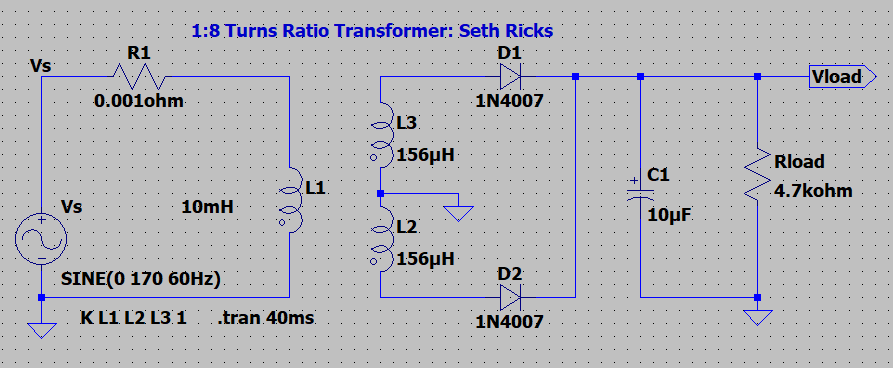 1:8 Turns Ratio Transformer: Seth Ricks
Vs
R1
0.001ohm
D1
1N4007
Vload
L3
156µH
L1
10mH
C1
10µF
Rload
4.7kohm
Vs
SINE(0 170 60Hz)
L2
156µH
D2
1N4007
K L1 L2 L3 1
.tran 40ms